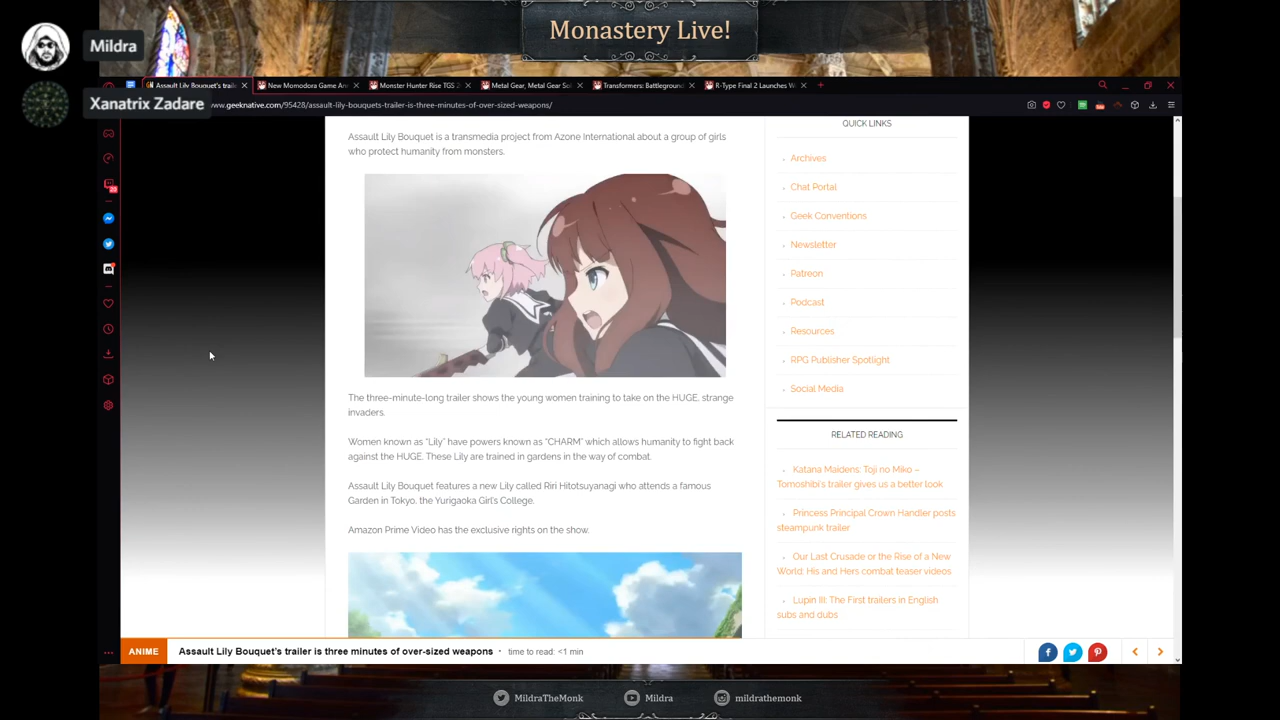 Monastery Live!
Mildra
Xanatrix Zadare
Assault Lily Bouquet's traile
New Momodora Game Ann
Monster Hunter Rise TGS 2
Metal Gear, Metal Gear Sol
Transformers: Battleground
R-Type Final 2 Launches W
www.geeknative.com/95428/assault-lily-bouquets-trailer-is-three-minutes-of-over-sized-weapons/
Assault Lily Bouquet is a transmedia project from Azone International about a group of girls
who protect humanity from monsters.
The three-minute-long trailer shows the young women training to take on the HUGE, strange
invaders.
Women known as "Lily" have powers known as "CHARM" which allows humanity to fight back
against the HUGE. These Lily are trained in gardens in the way of combat.
Assault Lily Bouquet features a new Lily called Riri Hitotsuyanagi who attends a famous
Garden in Tokyo, the Yurigaoka Girl's College.
Amazon Prime Video has the exclusive rights on the show.
QUICK LINKS
Archives
Chat Portal
Geek Conventions
Newsletter
Patreon
Podcast
Resources
RPG Publisher Spotlight
Social Media
RELATED READING
Katana Maidens: Toji no Miko –
Tomoshibi's trailer gives us a better look
Princess Principal Crown Handler posts
steampunk trailer
Our Last Crusade or the Rise of a New
World: His and Hers combat teaser videos
Lupin III: The First trailers in English
subs and dubs
ANIME
Assault Lily Bouquet's trailer is three minutes of over-sized weapons • time to read: <1 min
MildraTheMonk
Mildra
mildrathemonk